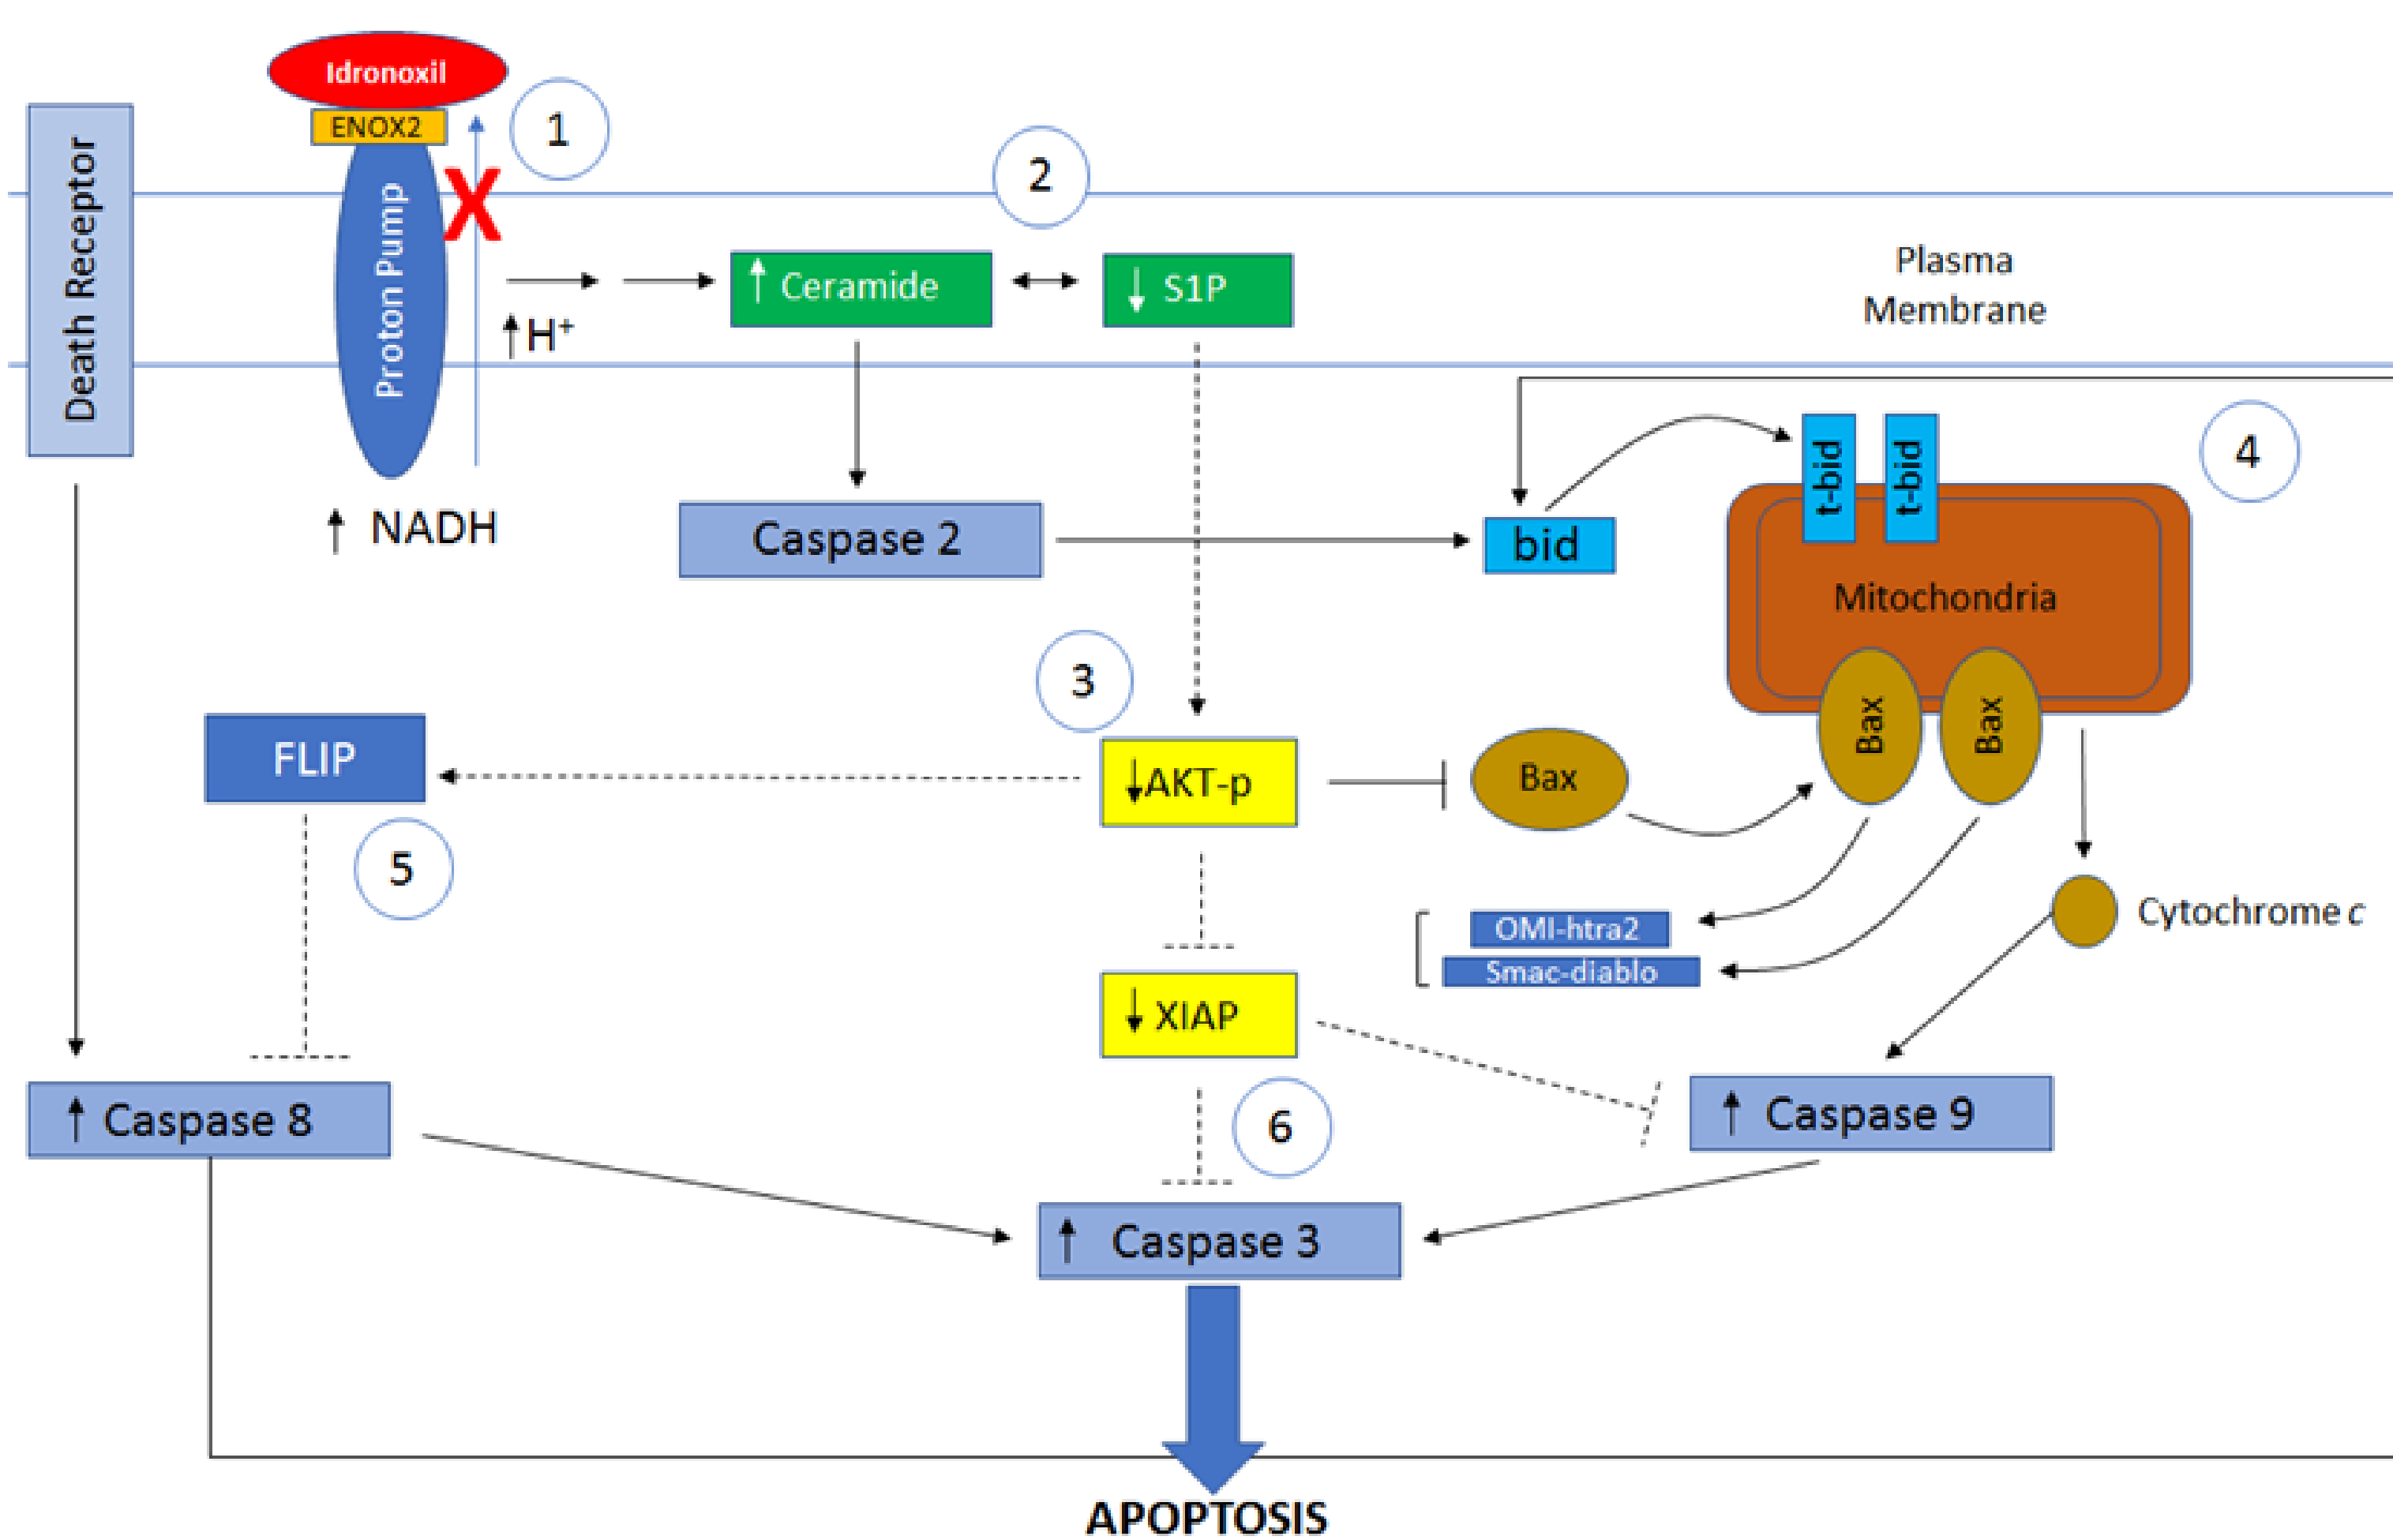 Idronoxil
ENOX2
1
2
Death Receptor
Proton Pump
X
↑ Ceramide
↓ S1P
↑H⁺
Plasma
Membrane
↑ NADH
Caspase 2
bid
t-bid
t-bid
4
Mitochondria
3
FLIP
↓AKT-p
Bax
Bax
Bax
5
OMI-htra2
Smac-diablo
Cytochrome c
↓ XIAP
↑ Caspase 8
6
↑ Caspase 9
↑ Caspase 3
APOPTOSIS